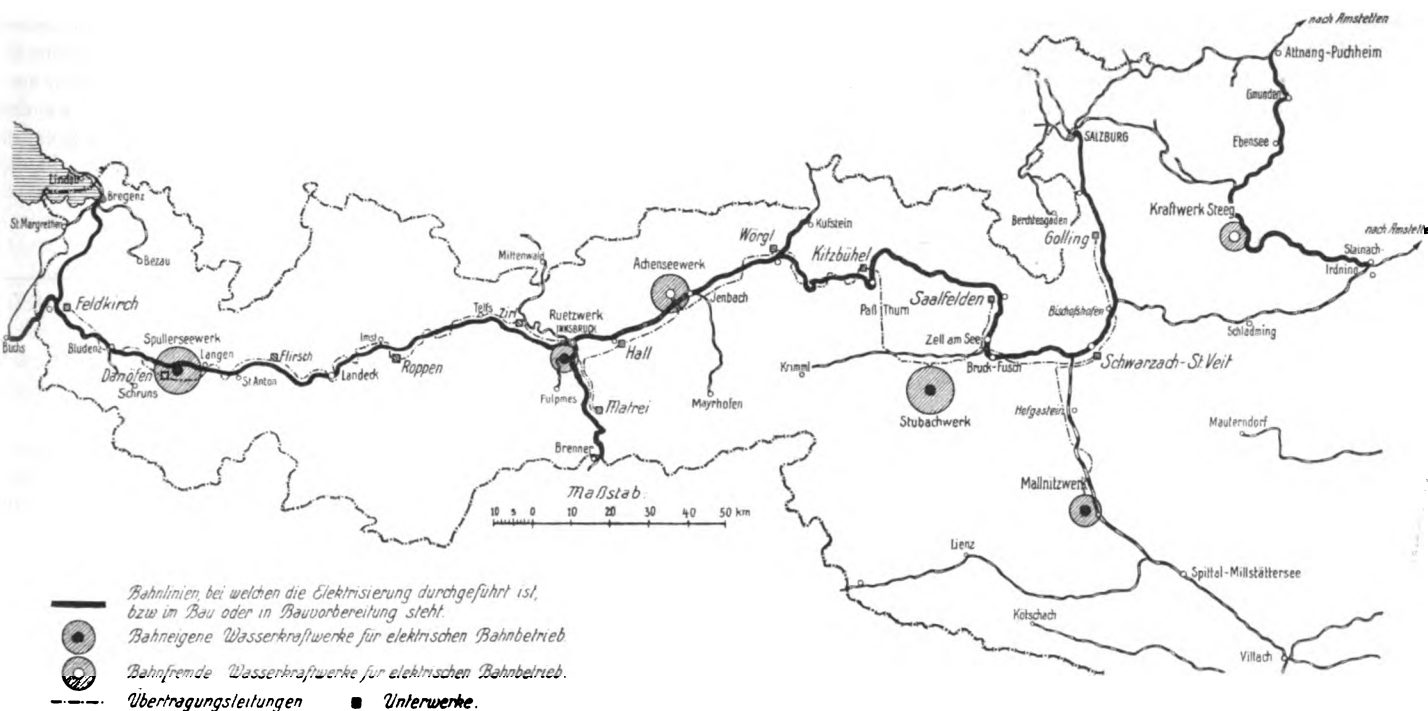 nach Amstetten
Attnang-Puchheim
Gmunden
Ebensee
SALZBURG
Kraftwerk Steeg
nach Amstett
Stainach-
Irdning
Lindau
Bregenz
St. Margrethen
Bezau
Feldkirch
Buchs
Bludenz
Spullerseewerk
Langen
Danöfen
Schruns
St Anton
Flirsch
Landeck
Imst
Roppen
Telfs
Zirl
Mittenwald
Ruetzwerk
INNSBRUCK
Hall
Fulpmes
Matrei
Brenner
Achenseewerk
Jenbach
Mayrhofen
Wörgl
Kufstein
Kitzbühel
Paß Thurn
Saalfelden
Zell am See
Bruck-Fusch
Krimml
Stubachwerk
Berchtesgaden
Golling
Bischofshofen
Schladming
Schwarzach-St. Veit
Hofgastein
Mauterndorf
Mallnitzwerk
Lienz
Kötschach
Spittal-Millstättersee
Villach
Maßstab:
10 5 0 10 20 30 40 50 km
Bahnlinien, bei welchen die Elektrisierung durchgeführt ist,
bzw im Bau oder in Bauvorbereitung steht.
Bahneigene Wasserkraftwerke für elektrischen Bahnbetrieb.
Bahnfremde Wasserkraftwerke für elektrischen Bahnbetrieb.
Übertragungsleitungen
Unterwerke.